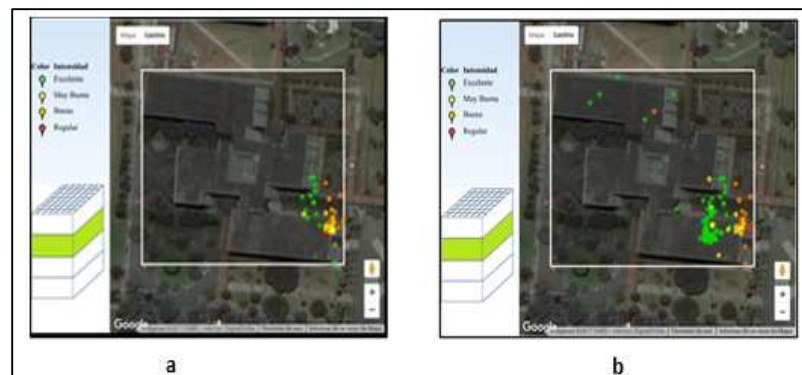 Mapa Satélite
Color Intensidad
Excelente
Muy Buena
Buena
Regular
Google
a
Mapa Satélite
Color Intensidad
Excelente
Muy Buena
Buena
Regular
Google
b